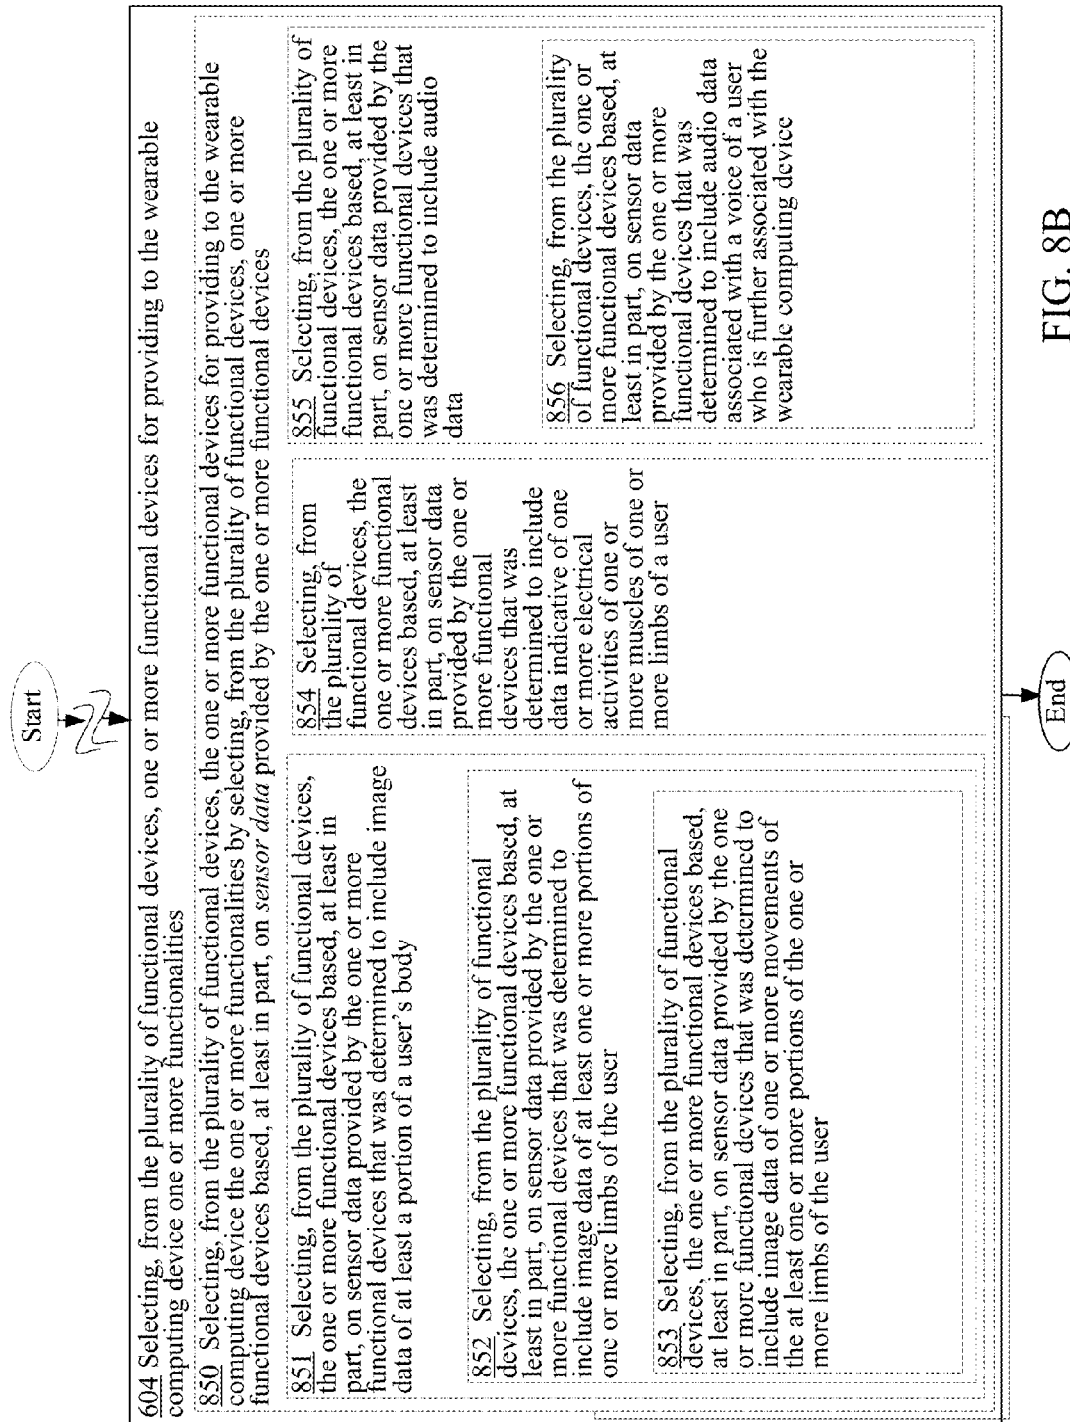 Start
604 Selecting, from the plurality of functional devices, one or more functional devices for providing to the wearable
computing device one or more functionalities
850 Selecting, from the plurality of functional devices, the one or more functional devices for providing to the wearable
computing device the one or more functionalities by selecting, from the plurality of functional devices, one or more
functional devices based, at least in part, on sensor data provided by the one or more functional devices
851 Selecting, from the plurality of functional devices,
the one or more functional devices based, at least in
part, on sensor data provided by the one or more
functional devices that was determined to include image
data of at least a portion of a user's body
852 Selecting, from the plurality of functional
devices, the one or more functional devices based, at
least in part, on sensor data provided by the one or
more functional devices that was determined to
include image data of at least one or more portions of
one or more limbs of the user
853 Selecting, from the plurality of functional
devices, the one or more functional devices based,
at least in part, on sensor data provided by the one
or more functional devices that was determined to
include image data of one or more movements of
the at least one or more portions of the one or
more limbs of the user
854 Selecting, from
the plurality of
functional devices, the
one or more functional
devices based, at least
in part, on sensor data
provided by the one or
more functional
devices that was
determined to include
data indicative of one
or more electrical
activities of one or
more muscles of one or
more limbs of a user
855 Selecting, from the plurality of
functional devices, the one or more
functional devices based, at least in
part, on sensor data provided by the
one or more functional devices that
was determined to include audio
data
856 Selecting, from the plurality
of functional devices, the one or
more functional devices based, at
least in part, on sensor data
provided by the one or more
functional devices that was
determined to include audio data
associated with a voice of a user
who is further associated with the
wearable computing device
End
FIG. 8B